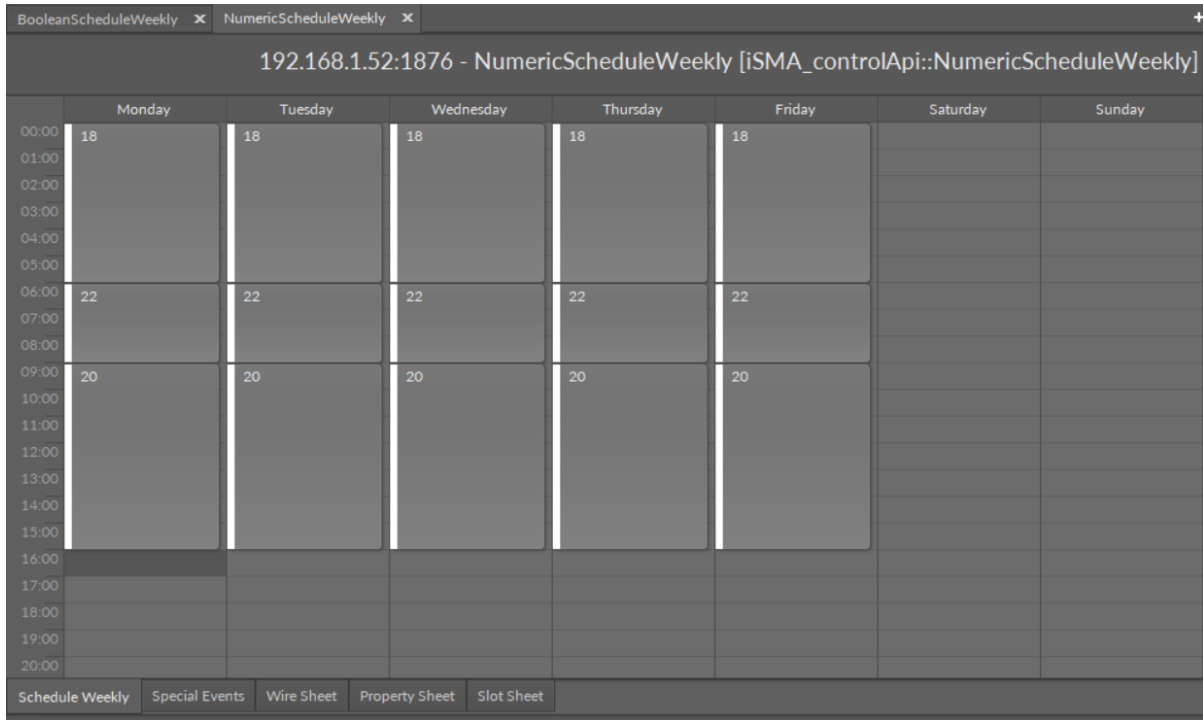 BooleanScheduleWeekly × NumericScheduleWeekly × +
192.168.1.52:1876 - NumericScheduleWeekly [iSMA_controlApi::NumericScheduleWeekly]
Monday Tuesday Wednesday Thursday Friday Saturday Sunday
00:00 18 18 18 18 18
01:00
02:00
03:00
04:00
05:00
06:00 22 22 22 22 22
07:00
08:00
09:00 20 20 20 20 20
10:00
11:00
12:00
13:00
14:00
15:00
16:00
17:00
18:00
19:00
20:00
Schedule Weekly Special Events Wire Sheet Property Sheet Slot Sheet